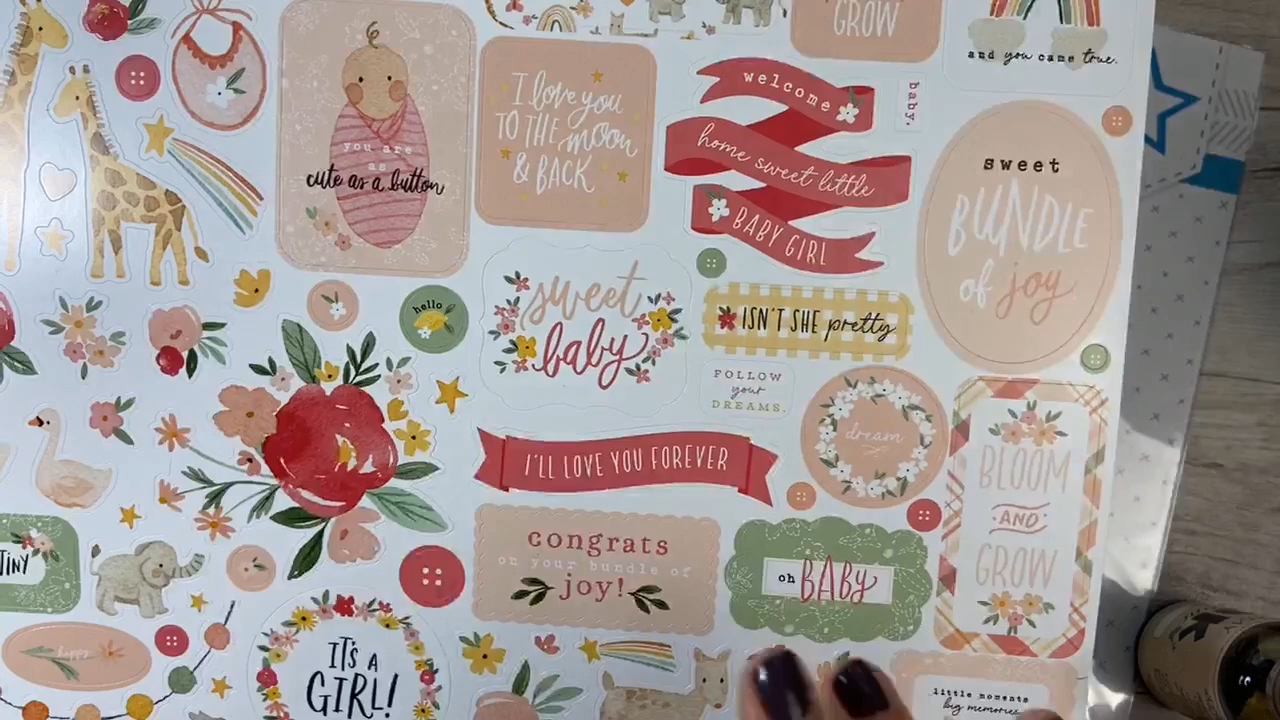 GROW
and you came true.
you are
as
cute as a button
I love you
TO THE moon
& BACK
welcome
home sweet little
BABY GIRL
baby.
sweet
BUNDLE
of joy
hello
sweet
baby
ISN'T SHE pretty
FOLLOW
your
DREAMS.
dream
I'LL LOVE YOU FOREVER
BLOOM
AND
GROW
congrats
on your bundle of
joy!
oh BABY
TINY
happy
IT'S A
GIRL!
little moments
big memories